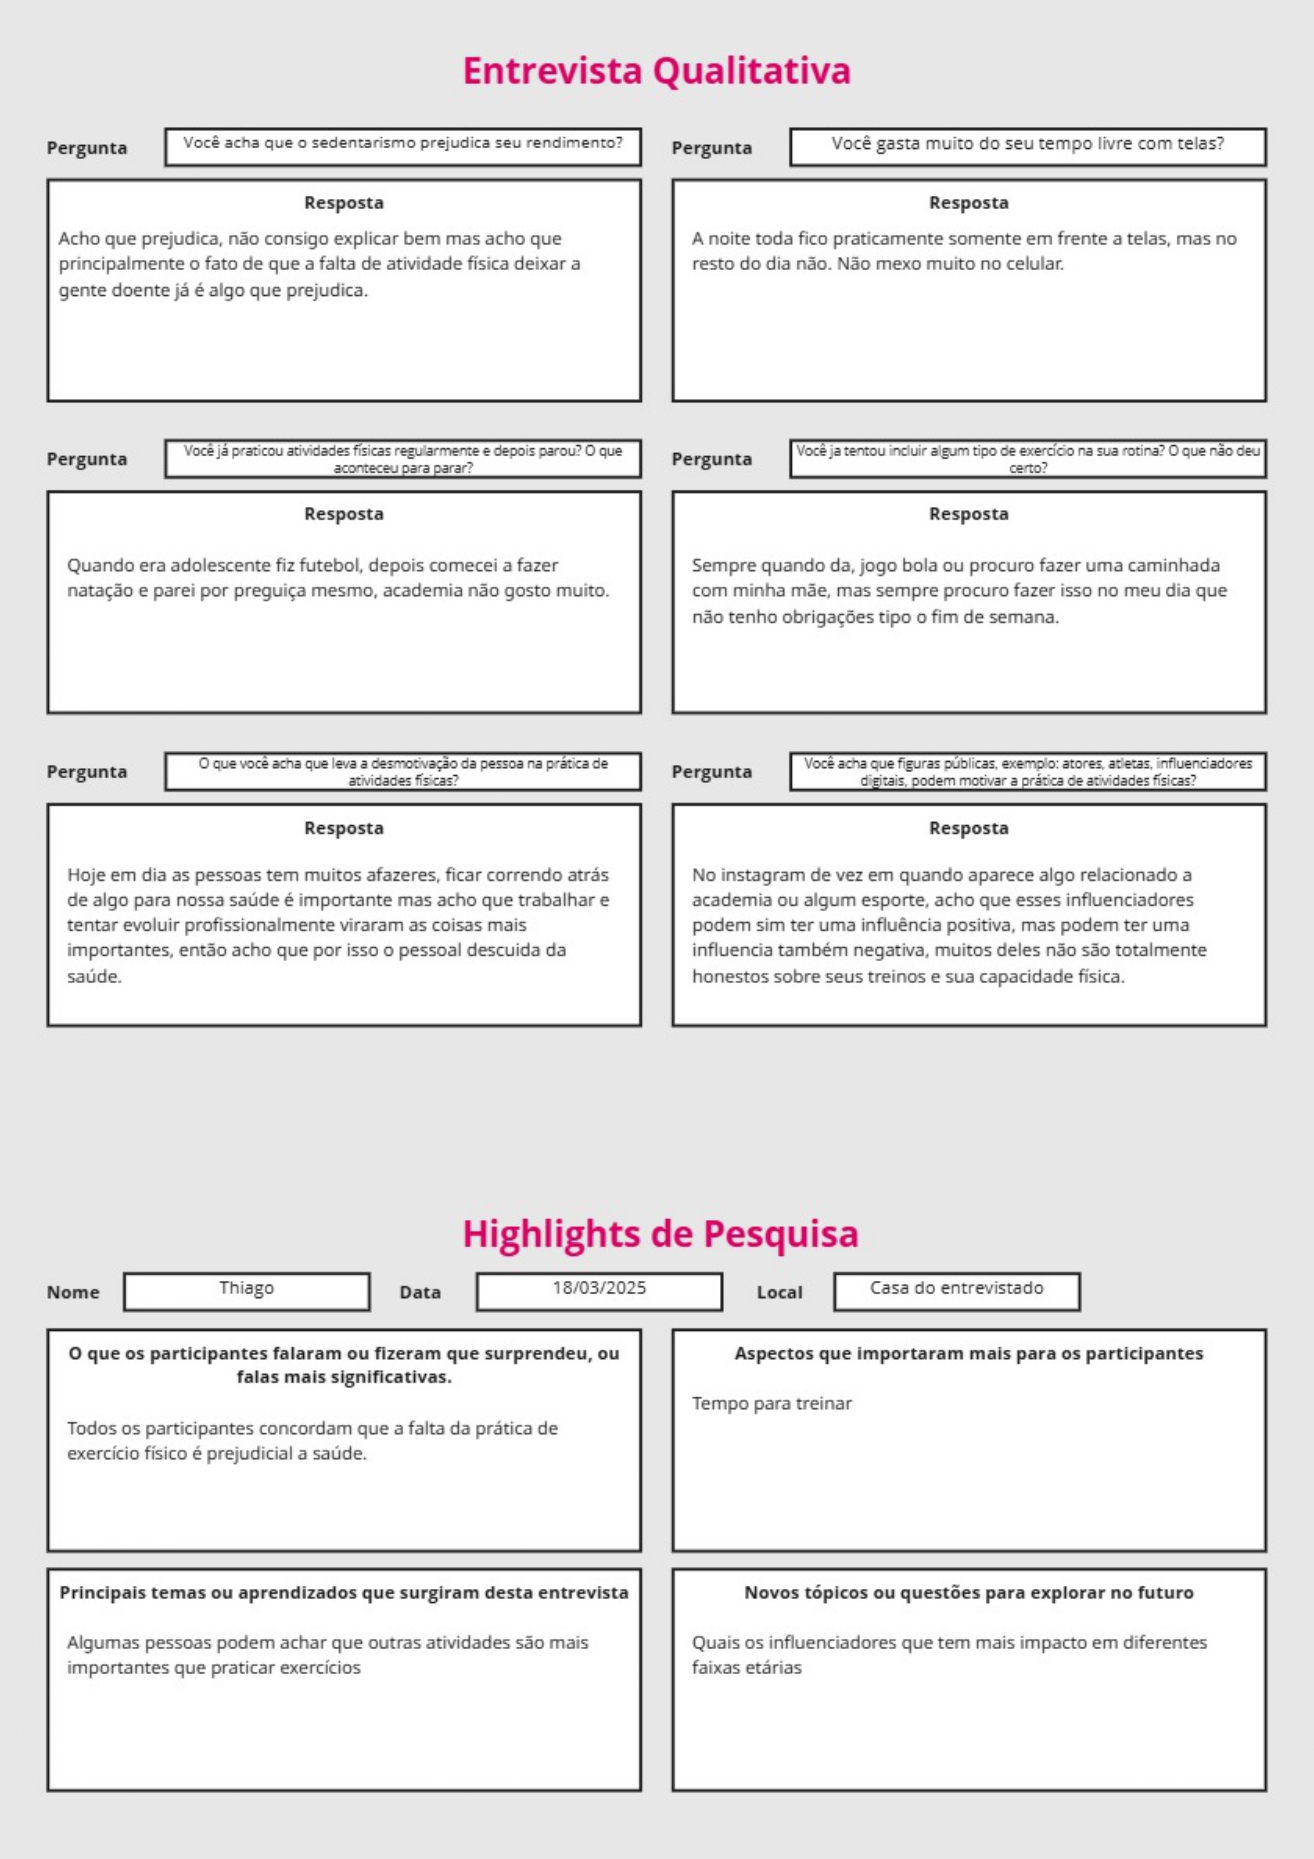 Entrevista Qualitativa
Pergunta
Você acha que o sedentarismo prejudica seu rendimento?
Resposta
Acho que prejudica, não consigo explicar bem mas acho que
principalmente o fato de que a falta de atividade física deixar a
gente doente já é algo que prejudica.
Pergunta
Você gasta muito do seu tempo livre com telas?
Resposta
A noite toda fico praticamente somente em frente a telas, mas no
resto do dia não. Não mexo muito no celular.
Pergunta
Você já praticou atividades físicas regularmente e depois parou? O que
aconteceu para parar?
Resposta
Quando era adolescente fiz futebol, depois comecei a fazer
natação e parei por preguiça mesmo, academia não gosto muito.
Pergunta
Você ja tentou incluir algum tipo de exercício na sua rotina? O que não deu
certo?
Resposta
Sempre quando da, jogo bola ou procuro fazer uma caminhada
com minha mãe, mas sempre procuro fazer isso no meu dia que
não tenho obrigações tipo o fim de semana.
Pergunta
O que você acha que leva a desmotivação da pessoa na prática de
atividades físicas?
Resposta
Hoje em dia as pessoas tem muitos afazeres, ficar correndo atrás
de algo para nossa saúde é importante mas acho que trabalhar e
tentar evoluir profissionalmente viraram as coisas mais
importantes, então acho que por isso o pessoal descuida da
saúde.
Pergunta
Você acha que figuras públicas, exemplo: atores, atletas, influenciadores
digitais, podem motivar a prática de atividades físicas?
Resposta
No instagram de vez em quando aparece algo relacionado a
academia ou algum esporte, acho que esses influenciadores
podem sim ter uma influência positiva, mas podem ter uma
influencia também negativa, muitos deles não são totalmente
honestos sobre seus treinos e sua capacidade física.
Highlights de Pesquisa
Nome
Thiago
Data
18/03/2025
Local
Casa do entrevistado
O que os participantes falaram ou fizeram que surpreendeu, ou
falas mais significativas.
Todos os participantes concordam que a falta da prática de
exercício físico é prejudicial a saúde.
Aspectos que importaram mais para os participantes
Tempo para treinar
Principais temas ou aprendizados que surgiram desta entrevista
Algumas pessoas podem achar que outras atividades são mais
importantes que praticar exercícios
Novos tópicos ou questões para explorar no futuro
Quais os influenciadores que tem mais impacto em diferentes
faixas etárias